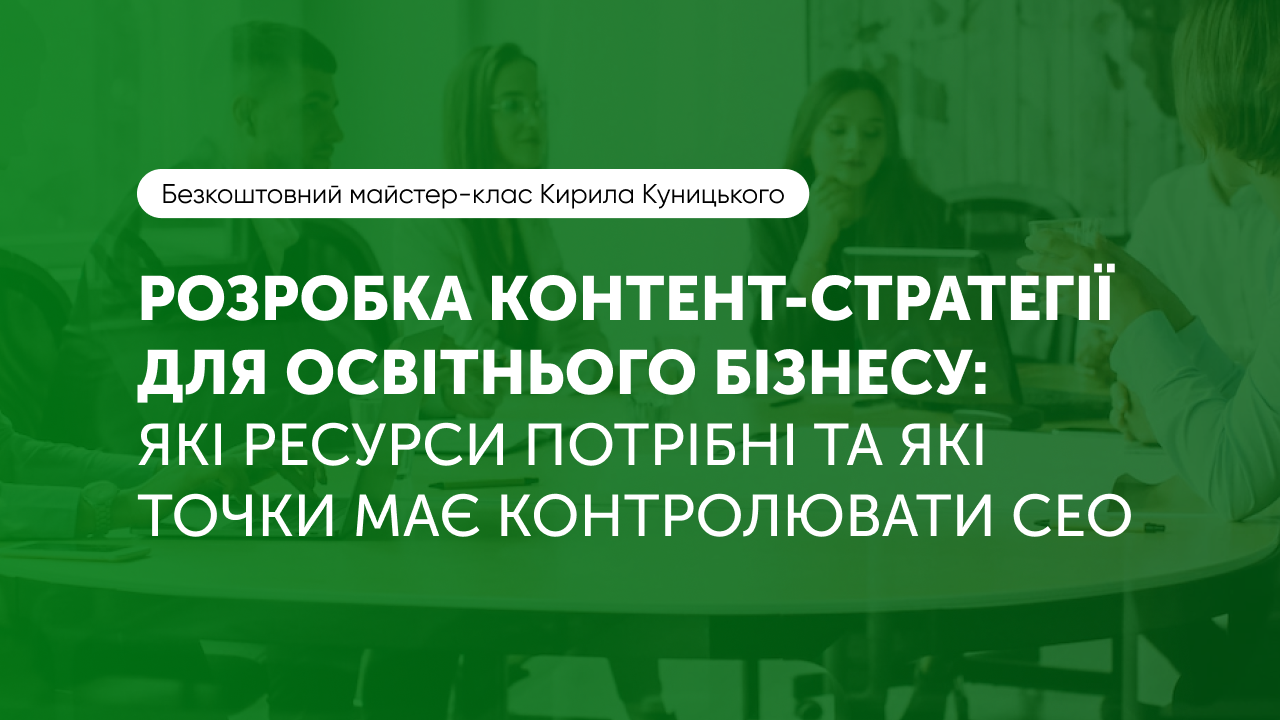 Безкоштовний майстер-клас Кирила Куницького
РОЗРОБКА КОНТЕНТ-СТРАТЕГІЇ
ДЛЯ ОСВІТНЬОГО БІЗНЕСУ:
ЯКІ РЕСУРСИ ПОТРІБНІ ТА ЯКІ
ТОЧКИ МАЄ КОНТРОЛЮВАТИ СЕО